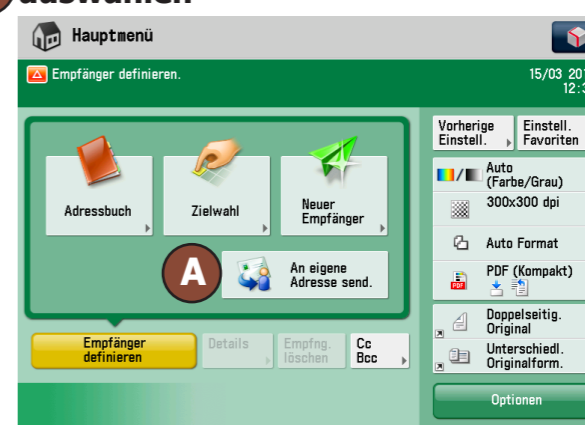 auswählen
Hauptmenü
Empfänger definieren.
15/03 20
12:3
Adressbuch
Zielwahl
Neuer
Empfänger
A
An eigene
Adresse send.
Empfänger
definieren
Details
Empfng.
löschen
Cc
Bcc
Vorherige
Einstell.
Einstell.
Favoriten
Auto
(Farbe/Grau)
300x300 dpi
Auto Format
PDF
PDF (Kompakt)
Doppelseitig.
Original
Unterschiedl.
Originalform.
Optionen